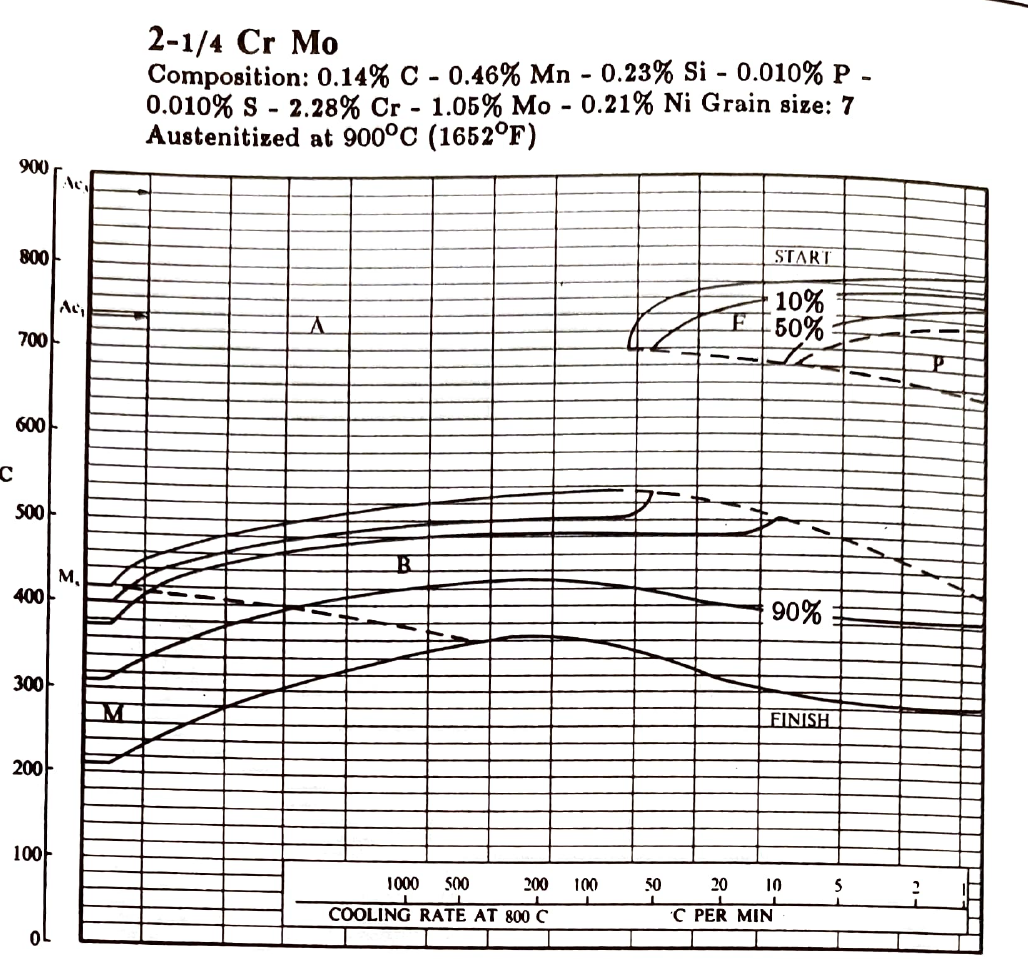 2-1/4 Cr Mo
Composition: 0.14% C - 0.46% Mn - 0.23% Si - 0.010% P -
0.010% S - 2.28% Cr - 1.05% Mo - 0.21% Ni Grain size: 7
Austenitized at 900°C (1652°F)
900
800
START
Ac₁
10%
A
F
50%
700
P
600
C
500
B
Mₛ
400
90%
300
M
FINISH
200
100
1000 500 200 100 50 20 10 5 2 1
COOLING RATE AT 800 C °C PER MIN
0